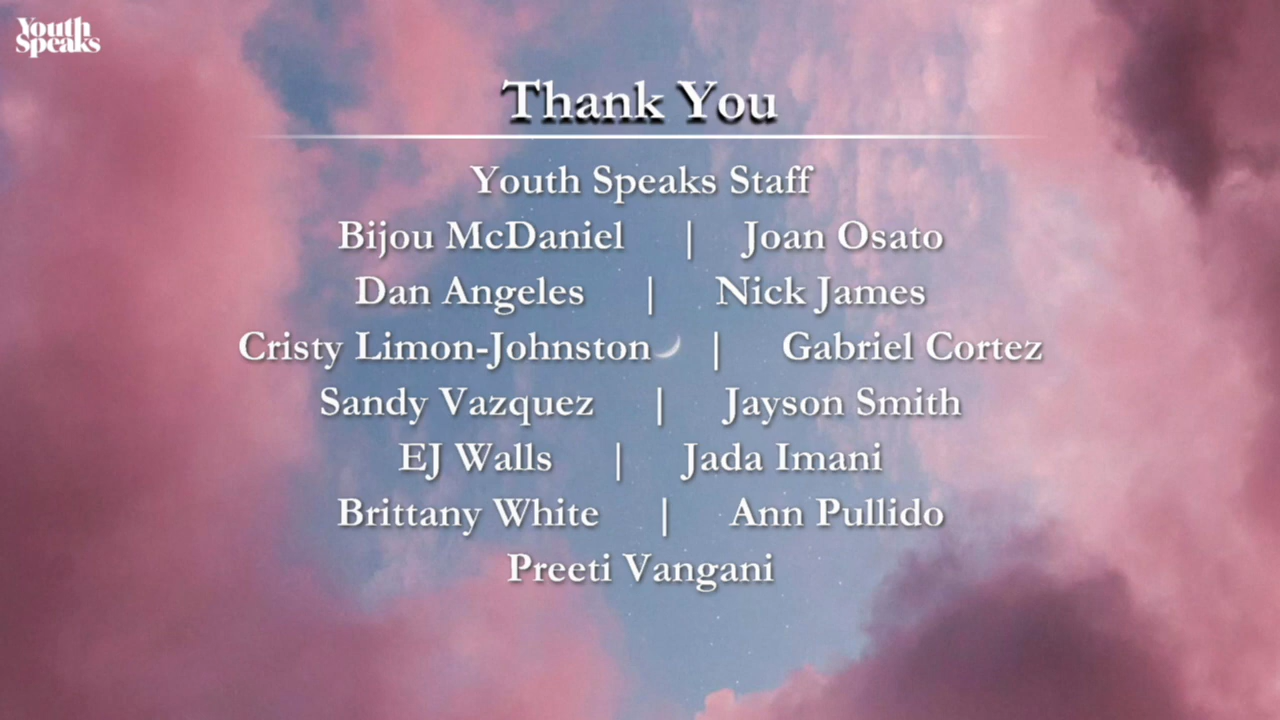 Youth
Speaks
Thank You
Youth Speaks Staff
Bijou McDaniel | Joan Osato
Dan Angeles | Nick James
Cristy Limon-Johnston | Gabriel Cortez
Sandy Vazquez | Jayson Smith
EJ Walls | Jada Imani
Brittany White | Ann Pullido
Preeti Vangani